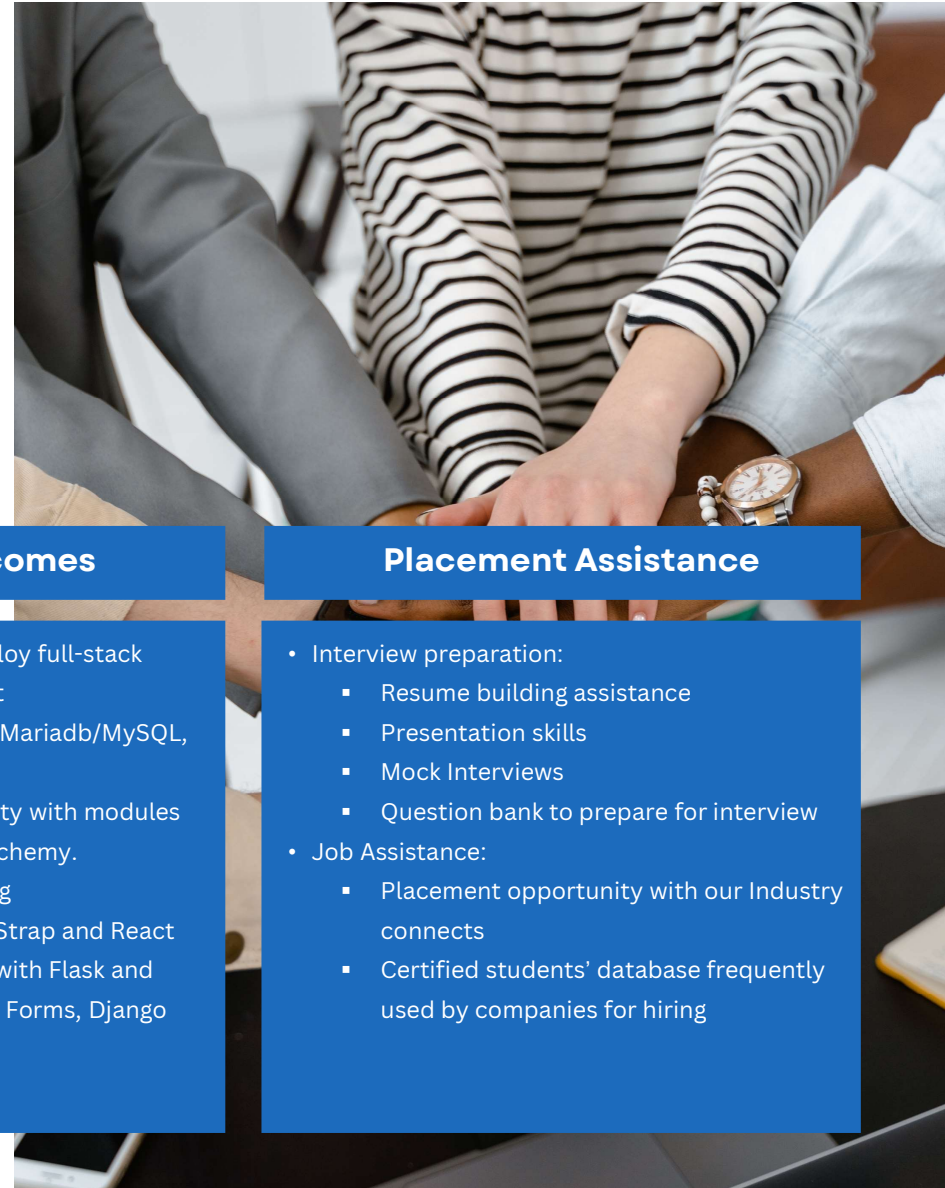 comes
loy full-stack
t
Mariadb/MySQL,
ty with modules
chemy.
g
Strap and React
with Flask and
Forms, Django
Placement Assistance
• Interview preparation:
▪ Resume building assistance
▪ Presentation skills
▪ Mock Interviews
▪ Question bank to prepare for interview
• Job Assistance:
▪ Placement opportunity with our Industry
connects
▪ Certified students’ database frequently
used by companies for hiring